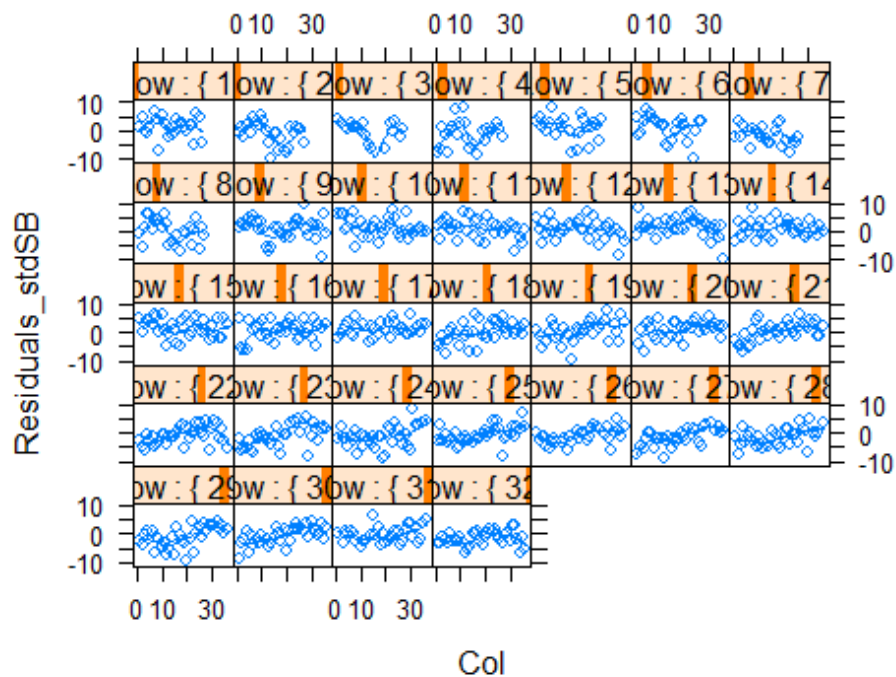 0 10 30 0 10 30 0 10 30
ow : { 1 ow : { 2 ow : { 3 ow : { 4 ow : { 5 ow : { 6 ow : { 7
10
0
-10
ow : { 8 ow : { 9 ow : { 10 ow : { 11 ow : { 12 ow : { 13 ow : { 14
10
0
-10
ow : { 15 ow : { 16 ow : { 17 ow : { 18 ow : { 19 ow : { 20 ow : { 21
10
0
-10
ow : { 22 ow : { 23 ow : { 24 ow : { 25 ow : { 26 ow : { 27 ow : { 28
10
0
-10
ow : { 29 ow : { 30 ow : { 31 ow : { 32
10
0
-10
0 10 30 0 10 30
Residuals_stdSB
Col